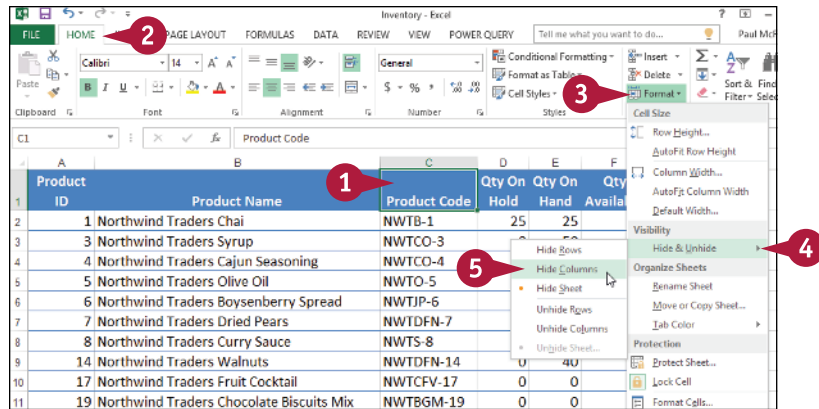 Inventory - Excel
?
FILE HOME PAGE LAYOUT FORMULAS DATA REVIEW VIEW POWER QUERY Tell me what you want to do... Paul McF
2
Paste
Calibri 14 A A
B I U A
General
$ - % ,
Conditional Formatting
Format as Table
Cell Styles
Insert
Delete
Format
Sort & Find
Filter Selec
3
Clipboard Font Alignment Number Styles
C1 fx Product Code
A B C D E F
1 Product ID Product Name Product Code Qty On Hold Qty On Hand Qty Availa
1
2 1 Northwind Traders Chai NWTB-1 25 25
3 3 Northwind Traders Syrup NWTCO-3 0 50
4 4 Northwind Traders Cajun Seasoning NWTCO-4
5 5 Northwind Traders Olive Oil NWTO-5
6 6 Northwind Traders Boysenberry Spread NWTJP-6
7 7 Northwind Traders Dried Pears NWTDFN-7
8 8 Northwind Traders Curry Sauce NWTS-8
9 14 Northwind Traders Walnuts NWTDFN-14 0 40
10 17 Northwind Traders Fruit Cocktail NWTCFV-17 0 0
11 19 Northwind Traders Chocolate Biscuits Mix NWTBGM-19 0 0
Cell Size
Row Height...
AutoFit Row Height
Column Width...
AutoFit Column Width
Default Width...
Visibility
Hide & Unhide
4
Organize Sheets
Rename Sheet
Move or Copy Sheet...
Tab Color
Protection
Protect Sheet...
Lock Cell
Format Cells...
Hide Rows
5
Hide Columns
Hide Sheet
Unhide Rows
Unhide Columns
Unhide Sheet...